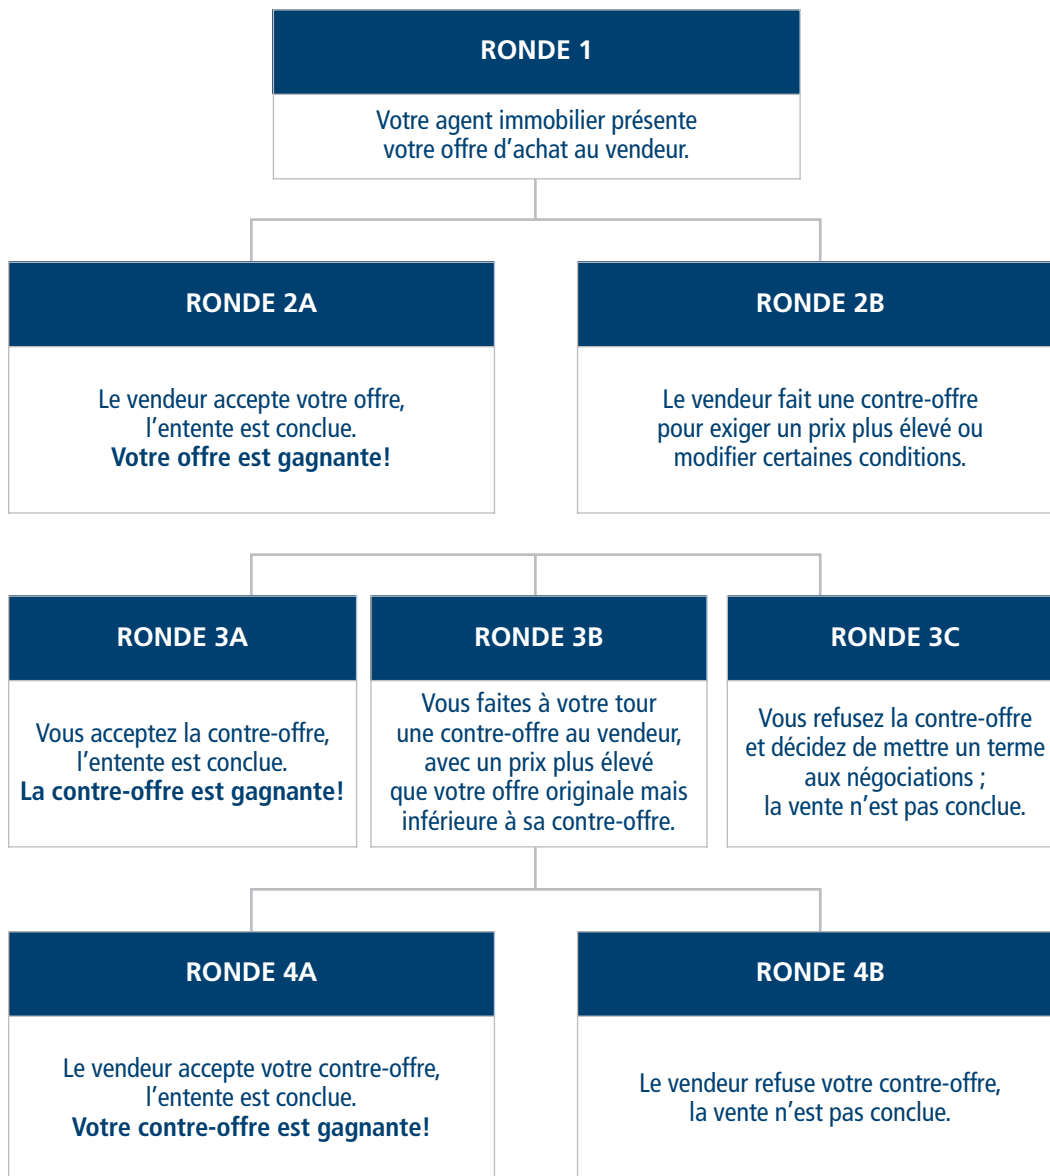 RONDE 1
Votre agent immobilier présente
votre offre d'achat au vendeur.
RONDE 2A
Le vendeur accepte votre offre,
l'entente est conclue.
Votre offre est gagnante!
RONDE 2B
Le vendeur fait une contre-offre
pour exiger un prix plus élevé ou
modifier certaines conditions.
RONDE 3A
Vous acceptez la contre-offre,
l'entente est conclue.
La contre-offre est gagnante!
RONDE 3B
Vous faites à votre tour
une contre-offre au vendeur,
avec un prix plus élevé
que votre offre originale mais
inférieure à sa contre-offre.
RONDE 3C
Vous refusez la contre-offre
et décidez de mettre un terme
aux négociations ;
la vente n'est pas conclue.
RONDE 4A
Le vendeur accepte votre contre-offre,
l'entente est conclue.
Votre contre-offre est gagnante!
RONDE 4B
Le vendeur refuse votre contre-offre,
la vente n'est pas conclue.